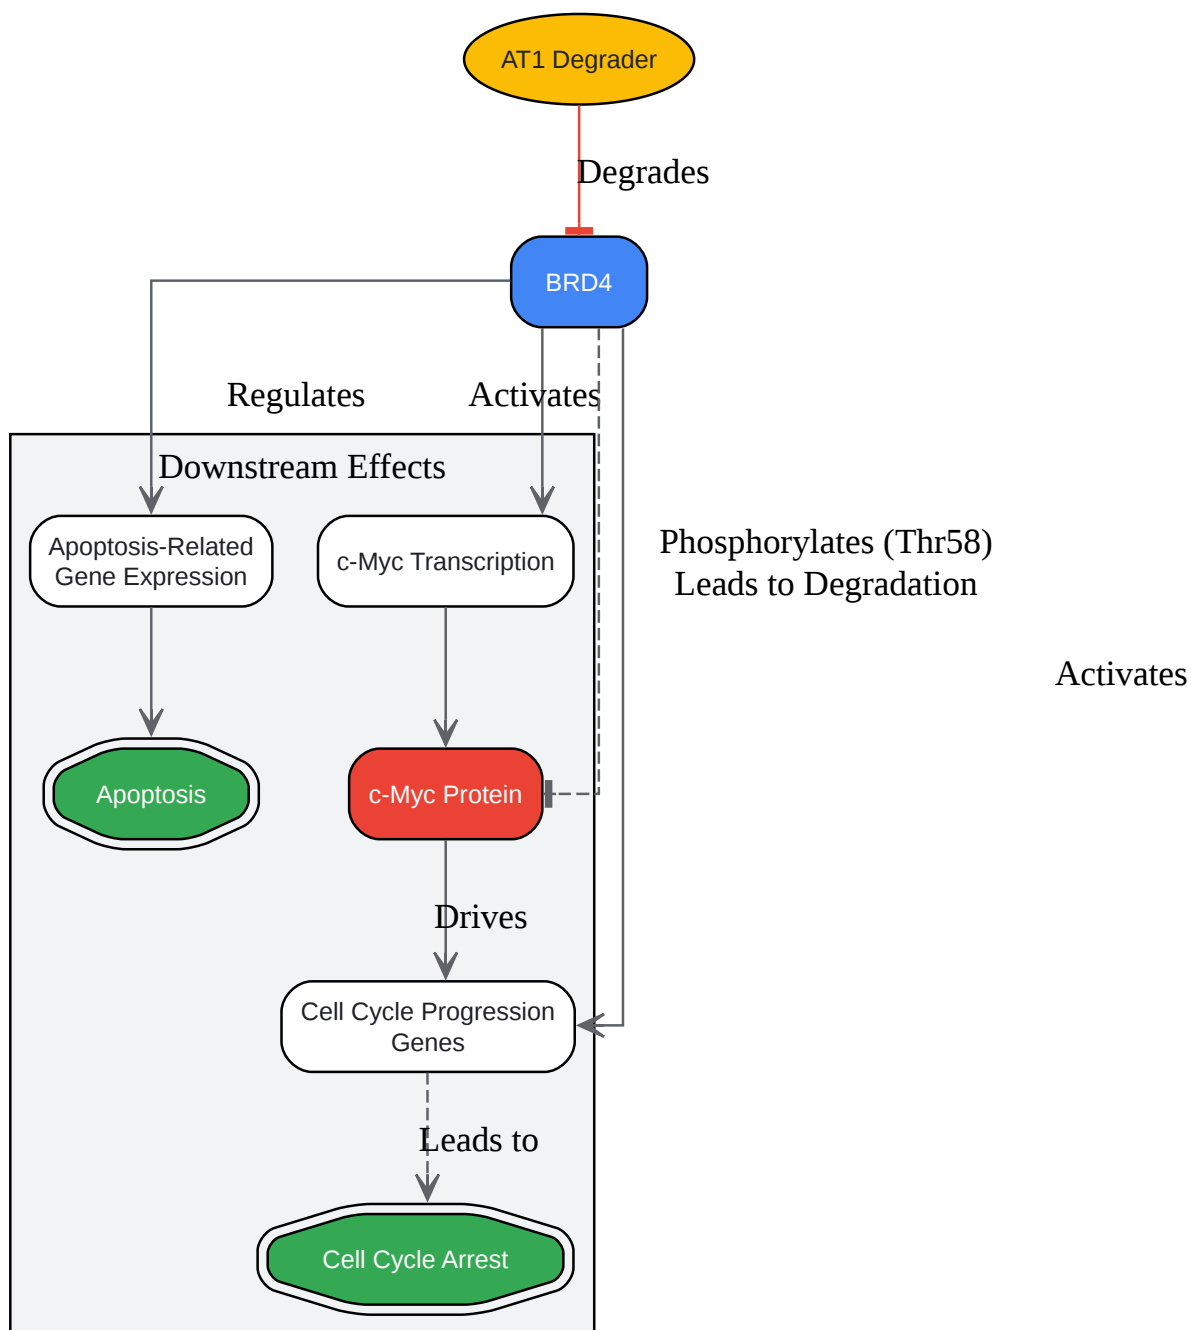 AT1 Degrader
Degrades
BRD4
Regulates
Activates
Downstream Effects
Apoptosis-Related
Gene Expression
c-Myc Transcription
Phosphorylates (Thr58)
Leads to Degradation
Activates
Apoptosis
c-Myc Protein
Drives
Cell Cycle Progression
Genes
Leads to
Cell Cycle Arrest